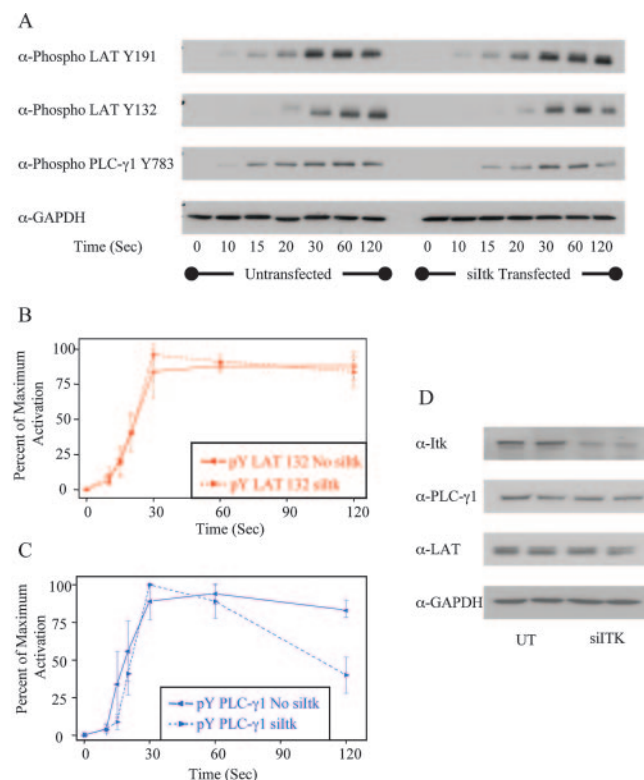 A
α-Phospho LAT Y191
α-Phospho LAT Y132
α-Phospho PLC-γ1 Y783
α-GAPDH
Time (Sec) 0 10 15 20 30 60 120 0 10 15 20 30 60 120
Untransfected siItk Transfected
B
Percent of Maximum
Activation
100
75
50
25
0
pY LAT 132 No siItk
pY LAT 132 siItk
0 30 60 90 120
Time (Sec)
C
Percent of Maximum
Activation
100
75
50
25
0
pY PLC-γ1 No siItk
pY PLC-γ1 siItk
0 30 60 90 120
Time (Sec)
D
α-Itk
α-PLC-γ1
α-LAT
α-GAPDH
UT siITK